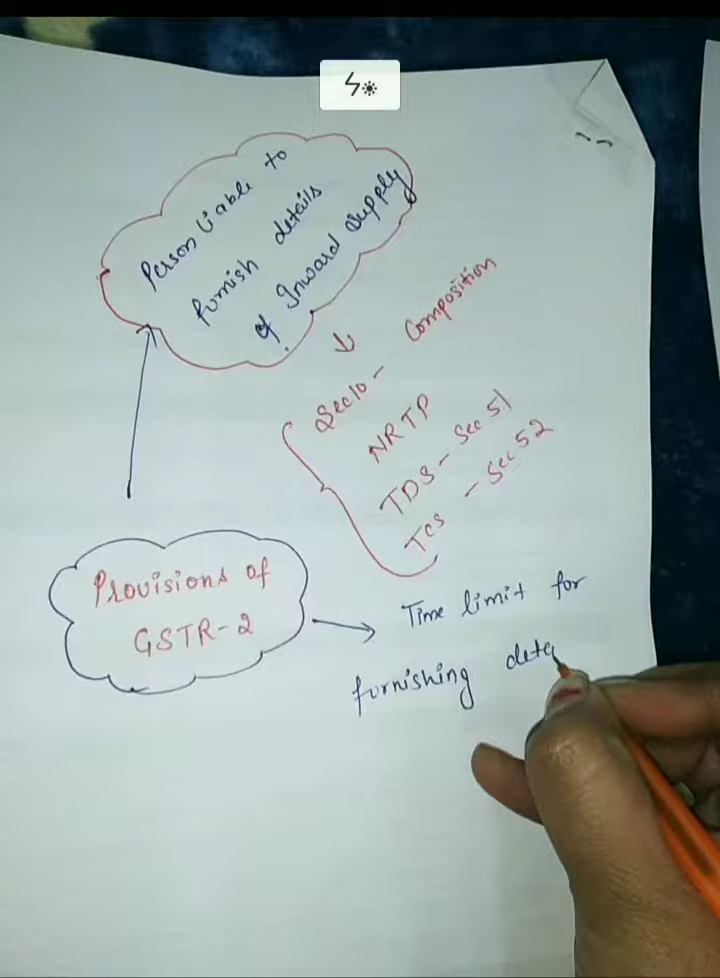 Person liable to
furnish details
of Inward Supply
Sec10 - Composition
NRTP
TDS - Sec 51
TCS - Sec 52
Provisions of
GSTR-2
Time limit for
furnishing deta